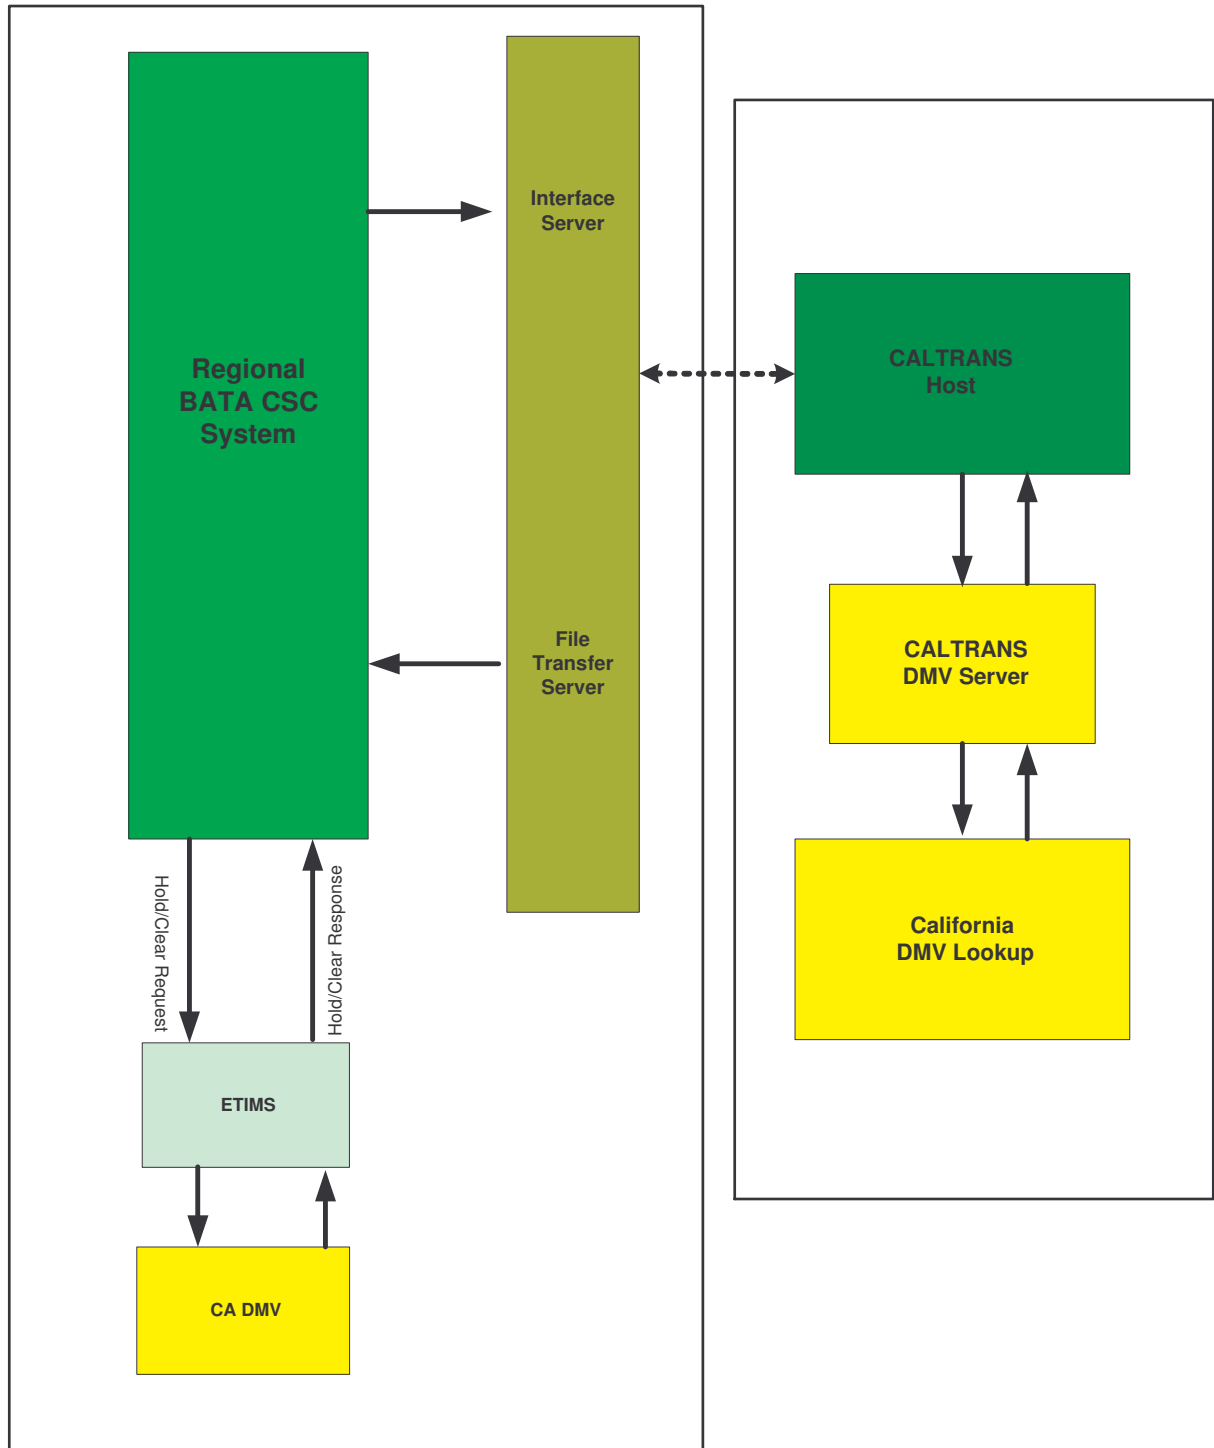 Regional
BATA CSC
System
Interface
Server
File
Transfer
Server
Hold/Clear Request
Hold/Clear Response
ETIMS
CA DMV
CALTRANS
Host
CALTRANS
DMV Server
California
DMV Lookup